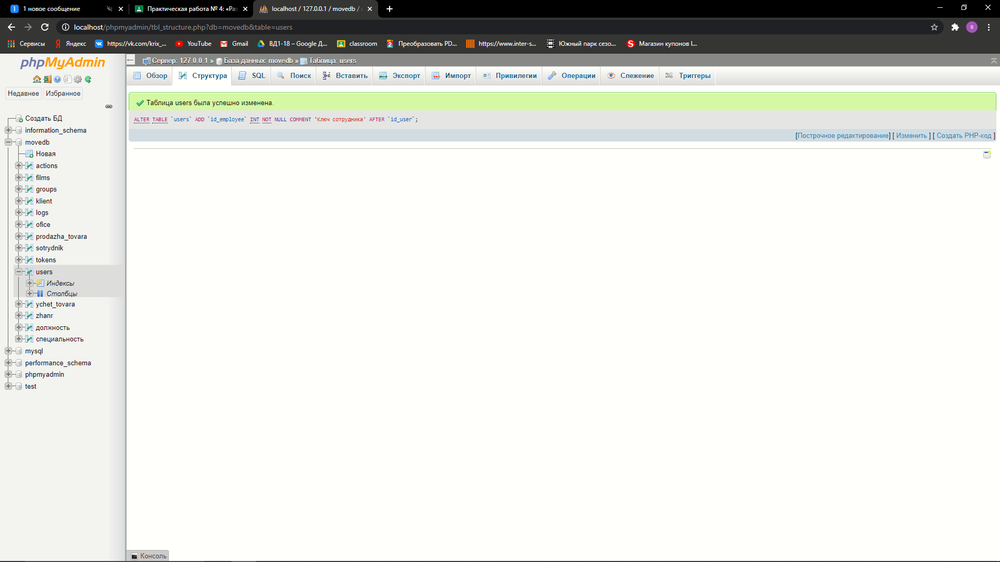 1 новое сообщение
Практическая работа № 4: «Раз
localhost / 127.0.0.1 / movedb / u
localhost/phpmyadmin/tbl_structure.php?db=movedb&table=users
s
Сервисы
Яндекс
https://vk.com/krix_...
YouTube
Gmail
ВД1-18 – Google Д...
classroom
Преобразовать PD...
https://www.inter-s...
Южный парк сезо...
Магазин купонов I...
phpMyAdmin
Недавнее Избранное
Создать БД
information_schema
movedb
Новая
actions
films
groups
klient
logs
ofice
prodazha_tovara
sotrydnik
tokens
users
Индексы
Столбцы
ychet_tovara
zhanr
должность
специальность
mysql
performance_schema
phpmyadmin
test
Сервер: 127.0.0.1 » База данных: movedb » Таблица: users
Обзор Структура SQL Поиск Вставить Экспорт Импорт Привилегии Операции Слежение Триггеры
Таблица users была успешно изменена.
ALTER TABLE `users` ADD `id_employee` INT NOT NULL COMMENT 'Ключ сотрудника' AFTER `id_user`;
[Построчное редактирование] [ Изменить ] [ Создать PHP-код ]
Консоль